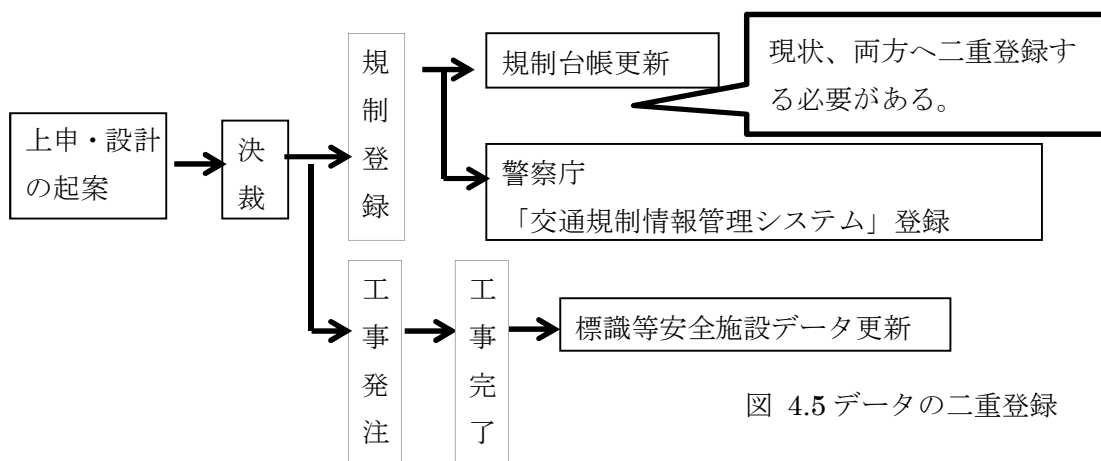 上申・設計
の起案
決裁
規制登録
規制台帳更新
現状、両方へ二重登録す
る必要がある。
警察庁
「交通規制情報管理システム」登録
工事発注
工事完了
標識等安全施設データ更新
図 4.5 データの二重登録